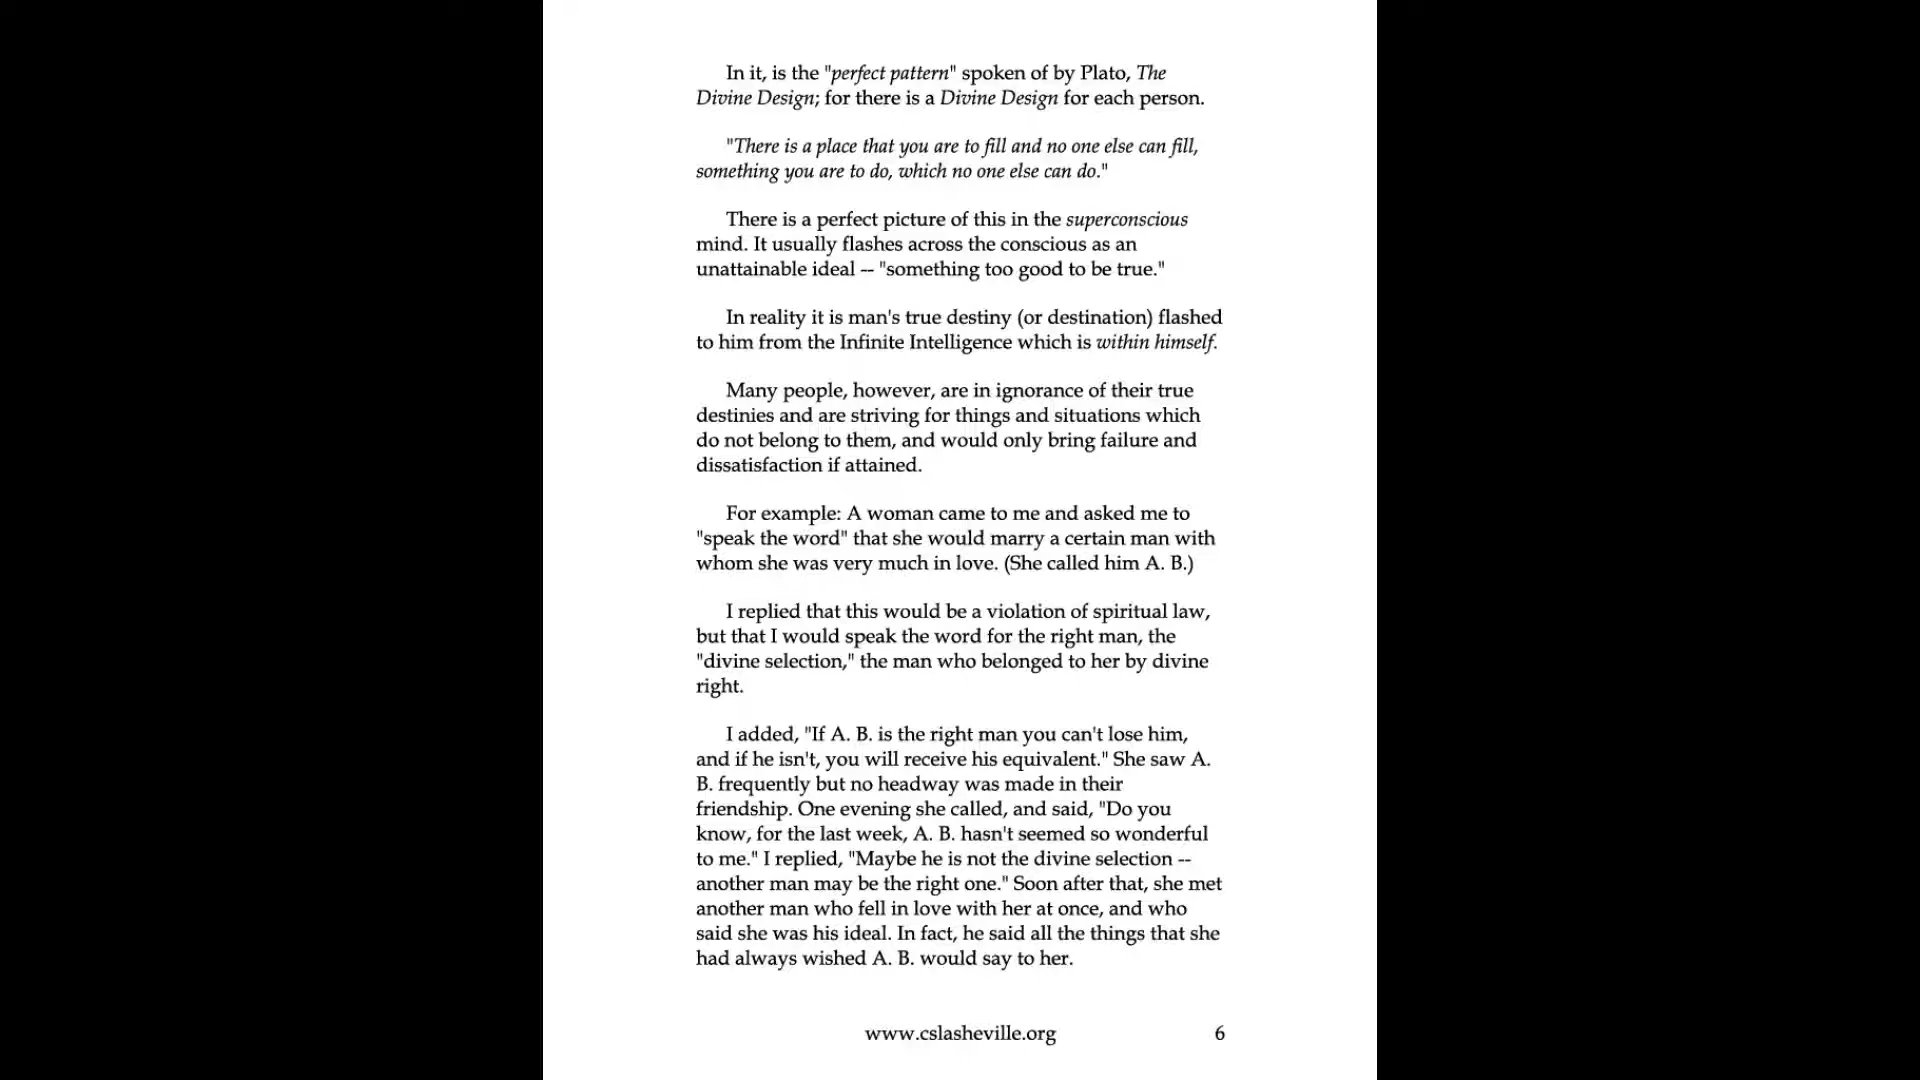 In it, is the "perfect pattern" spoken of by Plato, The
Divine Design; for there is a Divine Design for each person.
"There is a place that you are to fill and no one else can fill,
something you are to do, which no one else can do."
There is a perfect picture of this in the superconscious
mind. It usually flashes across the conscious as an
unattainable ideal -- "something too good to be true."
In reality it is man's true destiny (or destination) flashed
to him from the Infinite Intelligence which is within himself.
Many people, however, are in ignorance of their true
destinies and are striving for things and situations which
do not belong to them, and would only bring failure and
dissatisfaction if attained.
For example: A woman came to me and asked me to
"speak the word" that she would marry a certain man with
whom she was very much in love. (She called him A. B.)
I replied that this would be a violation of spiritual law,
but that I would speak the word for the right man, the
"divine selection," the man who belonged to her by divine
right.
I added, "If A. B. is the right man you can't lose him,
and if he isn't, you will receive his equivalent." She saw A.
B. frequently but no headway was made in their
friendship. One evening she called, and said, "Do you
know, for the last week, A. B. hasn't seemed so wonderful
to me." I replied, "Maybe he is not the divine selection --
another man may be the right one." Soon after that, she met
another man who fell in love with her at once, and who
said she was his ideal. In fact, he said all the things that she
had always wished A. B. would say to her.
www.cslasheville.org 6